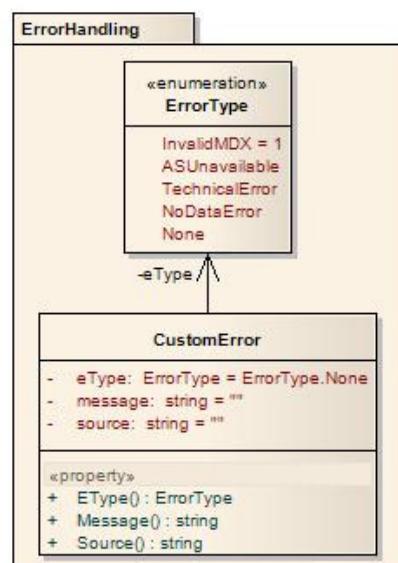 ErrorHandling
«enumeration»
ErrorType
InvalidMDX = 1
ASUnavailable
TechnicalError
NoDataError
None
-eType
CustomError
- eType: ErrorType = ErrorType.None
- message: string = ""
- source: string = ""
«property»
+ EType() : ErrorType
+ Message() : string
+ Source() : string